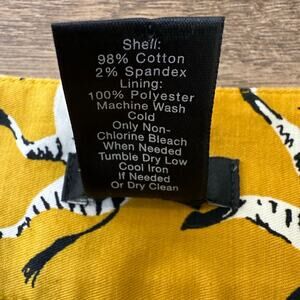 Shell:
98% Cotton
2% Spandex
Lining:
100% Polyester
Machine Wash
Cold
Only Non-
Chlorine Bleach
When Needed
Tumble Dry Low
Cool Iron
If Needed
Or Dry Clean